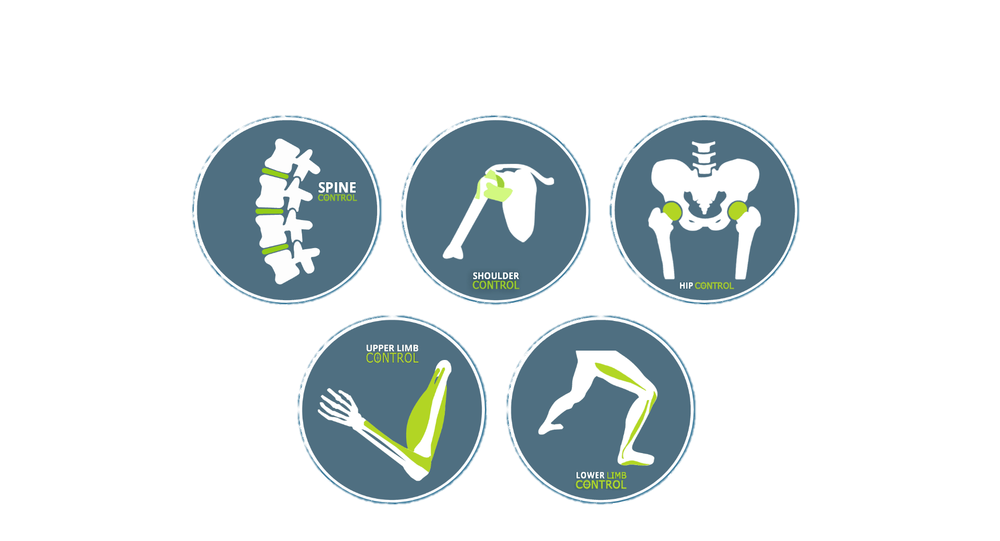 SPINE
CONTROL
SHOULDER
CONTROL
HIP CONTROL
UPPER LIMB
CONTROL
LOWER LIMB
CONTROL